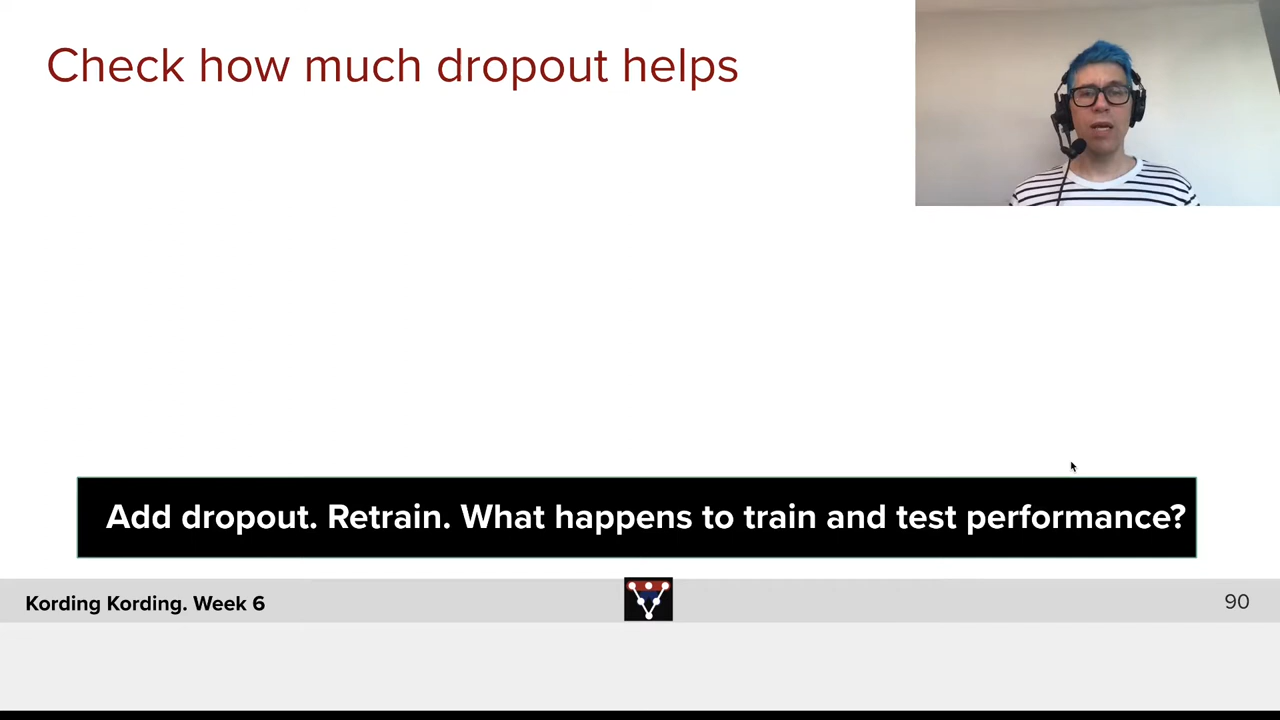 Check how much dropout helps
Add dropout. Retrain. What happens to train and test performance?
Kording Kording. Week 6
90